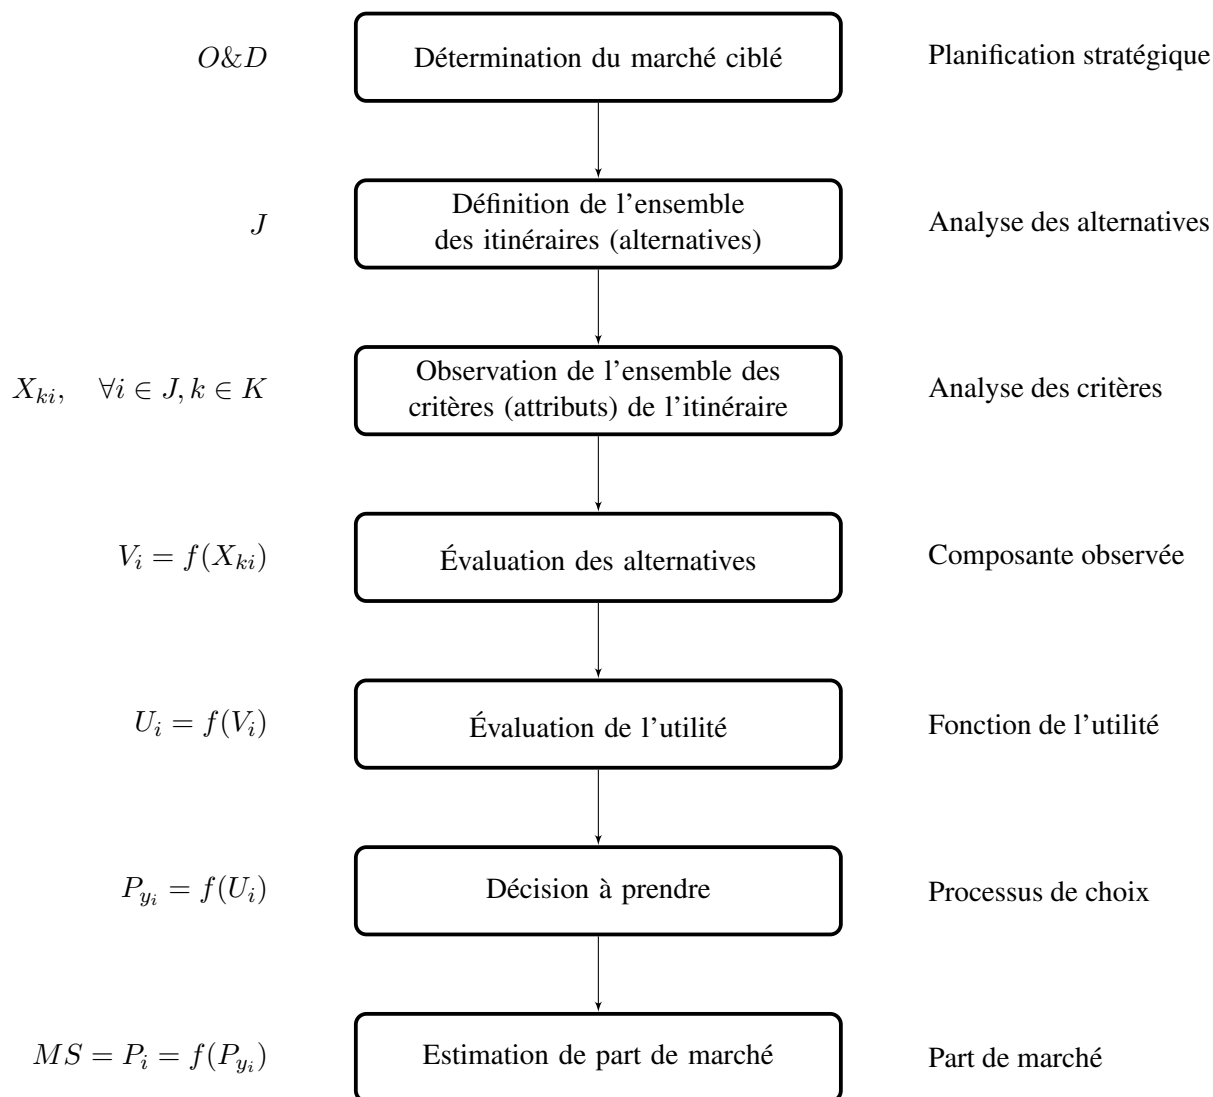 O&D
Détermination du marché ciblé
Planification stratégique
J
Définition de l'ensemble
des itinéraires (alternatives)
Analyse des alternatives
X_{ki}, ∀i ∈ J, k ∈ K
Observation de l'ensemble des
critères (attributs) de l'itinéraire
Analyse des critères
V_i = f(X_{ki})
Évaluation des alternatives
Composante observée
U_i = f(V_i)
Évaluation de l'utilité
Fonction de l'utilité
P_{y_i} = f(U_i)
Décision à prendre
Processus de choix
MS = P_i = f(P_{y_i})
Estimation de part de marché
Part de marché